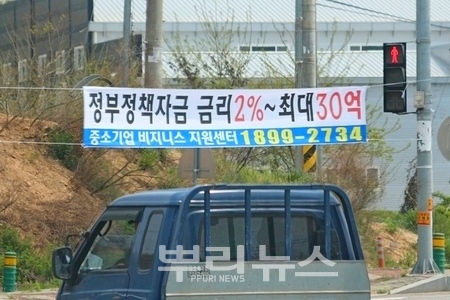 정부정책자금 금리2%~최대30억
중소기업 비지니스 지원센터 1899-2734
뿌리뉴스
PPURI NEWS